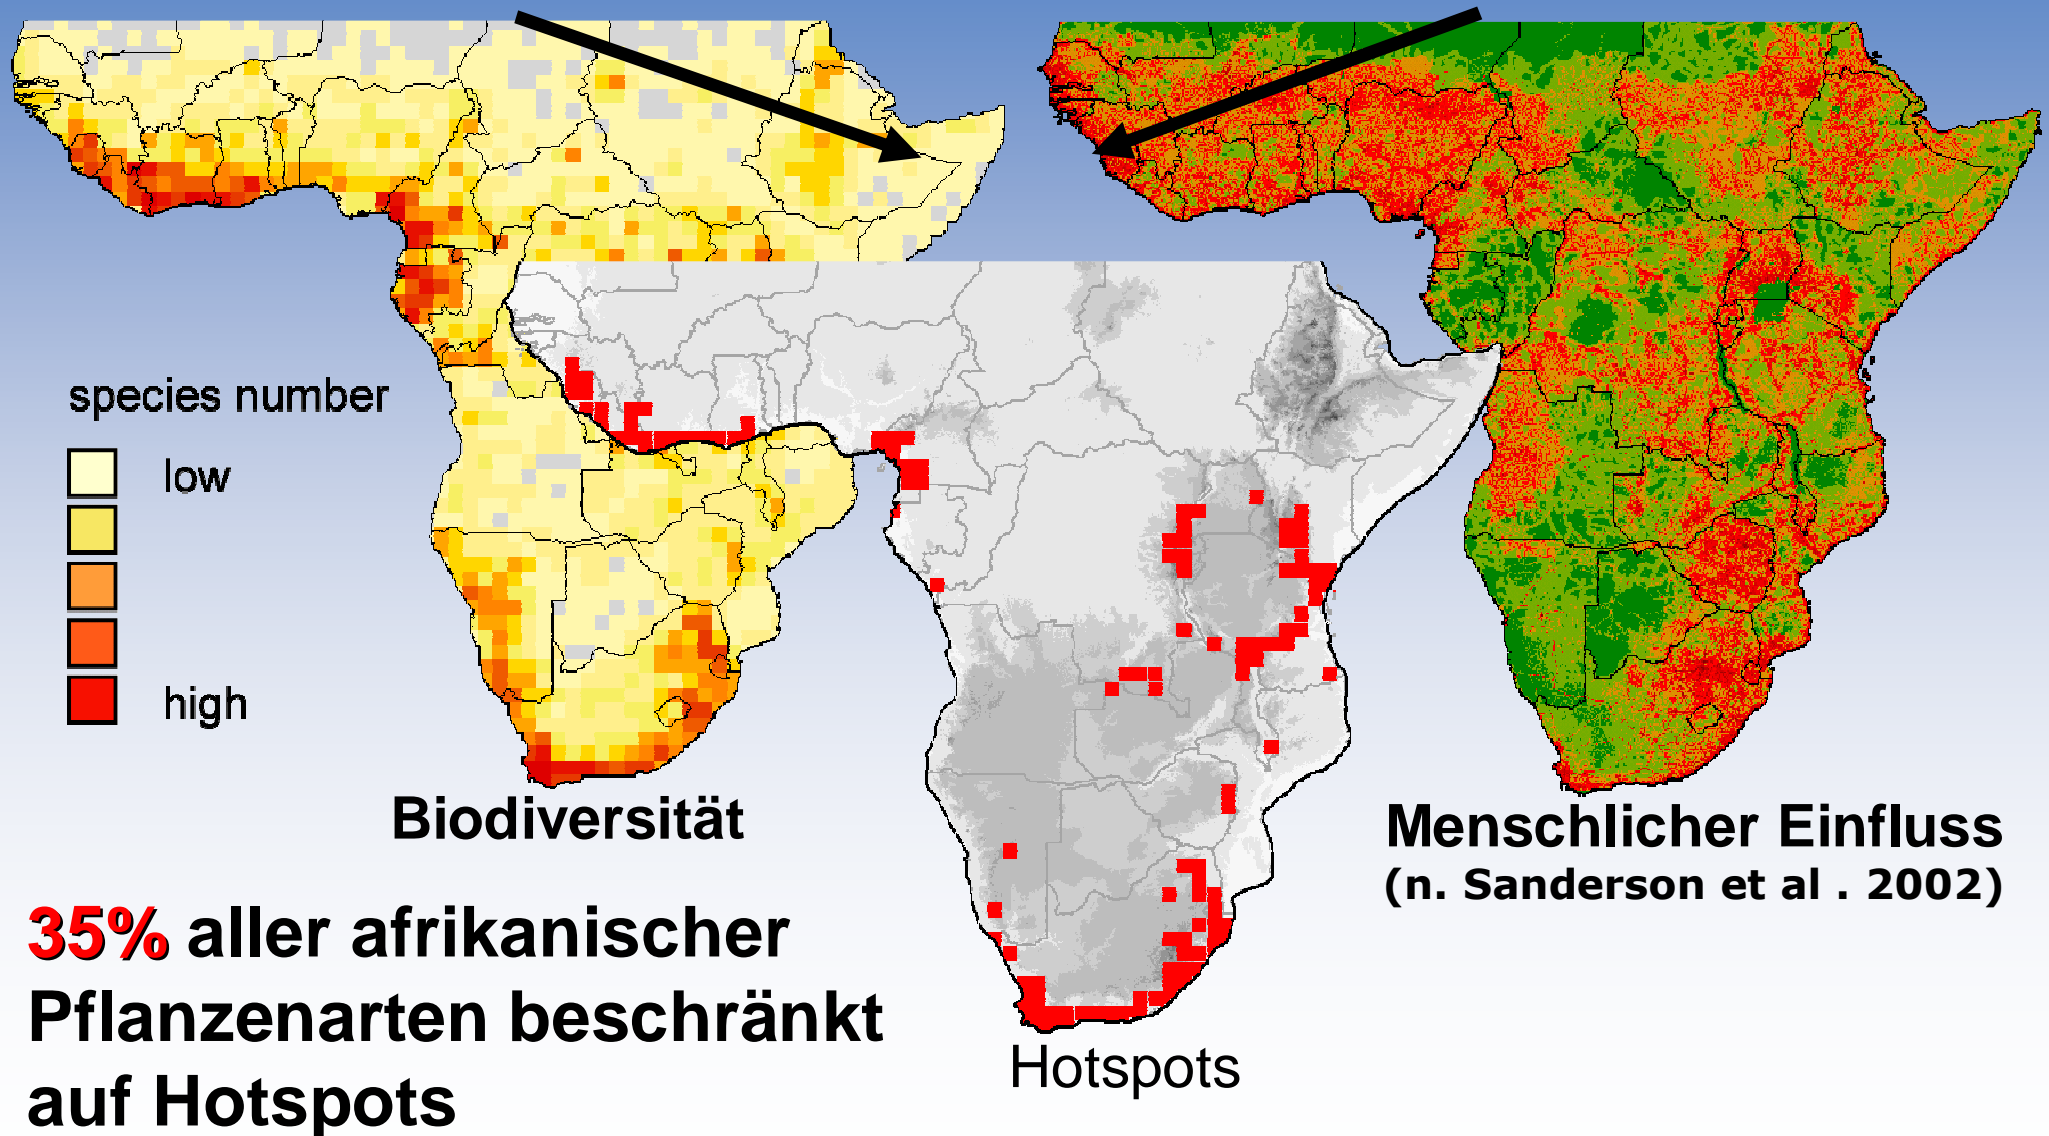 species number
low
high
Biodiversität
Menschlicher Einfluss
(n. Sanderson et al . 2002)
35% aller afrikanischer
Pflanzenarten beschränkt
auf Hotspots
Hotspots